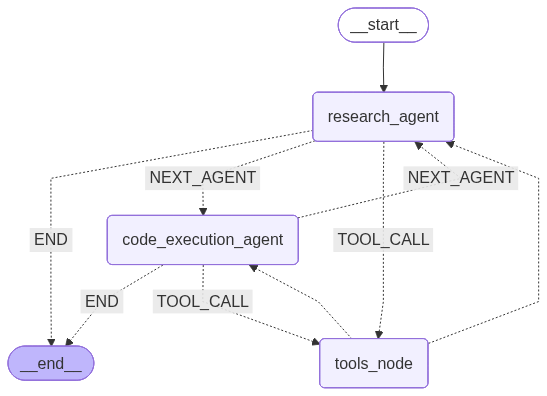 __start__
research_agent
NEXT_AGENT
NEXT_AGENT
END
code_execution_agent
TOOL_CALL
END
TOOL_CALL
__end__
tools_node